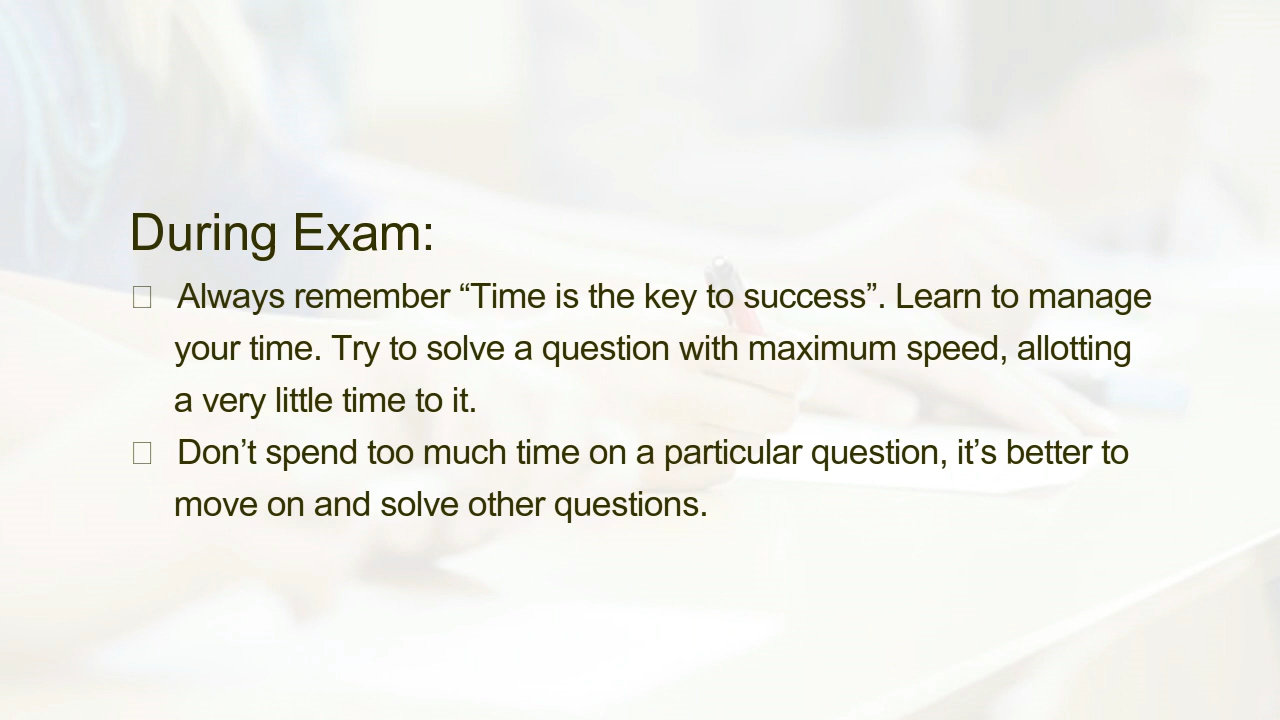 During Exam:
□ Always remember “Time is the key to success”. Learn to manage
your time. Try to solve a question with maximum speed, allotting
a very little time to it.
□ Don’t spend too much time on a particular question, it’s better to
move on and solve other questions.